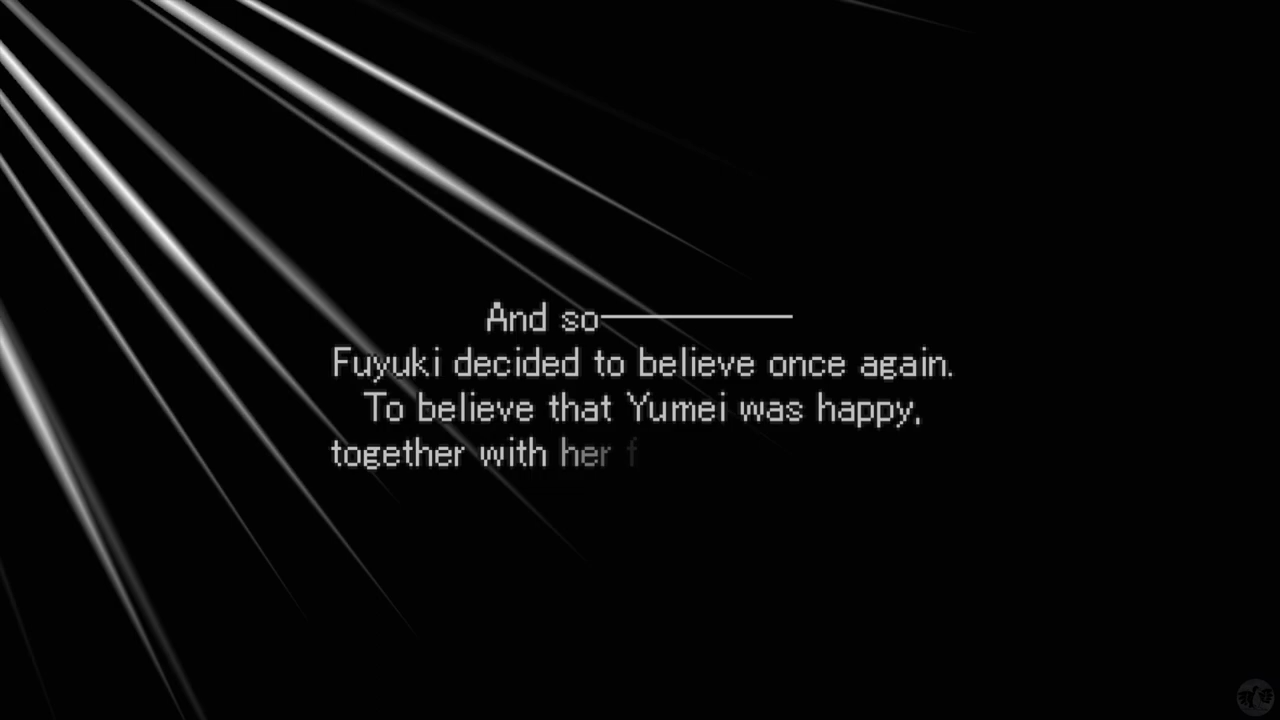 And so————
Fuyuki decided to believe once again.
To believe that Yumei was happy,
together with her f